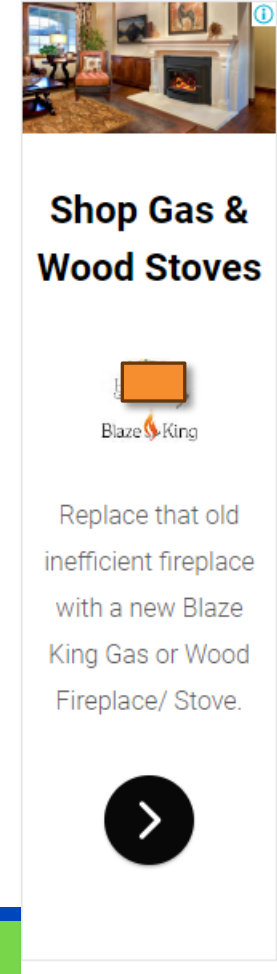 Shop Gas &
Wood Stoves
Blaze King
Replace that old
inefficient fireplace
with a new Blaze
King Gas or Wood
Fireplace/ Stove.